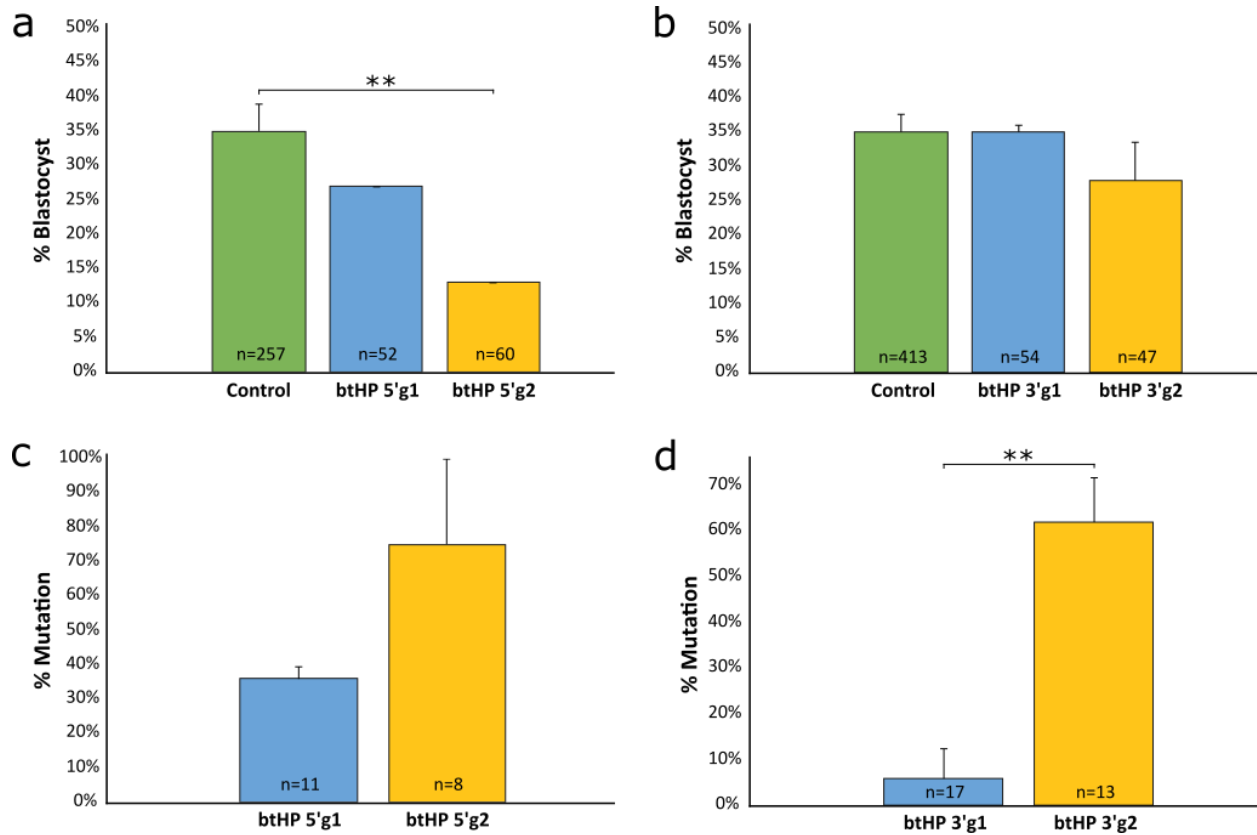 a
50%
45%
40%
35%
30%
25%
20%
15%
10%
5%
0%
% Blastocyst
**
n=257
n=52
n=60
Control
btHP 5'g1
btHP 5'g2
b
50%
45%
40%
35%
30%
25%
20%
15%
10%
5%
0%
% Blastocyst
n=413
n=54
n=47
Control
btHP 3'g1
btHP 3'g2
c
100%
90%
80%
70%
60%
50%
40%
30%
20%
10%
0%
% Mutation
n=11
n=8
btHP 5'g1
btHP 5'g2
d
70%
60%
50%
40%
30%
20%
10%
0%
% Mutation
**
n=17
n=13
btHP 3'g1
btHP 3'g2